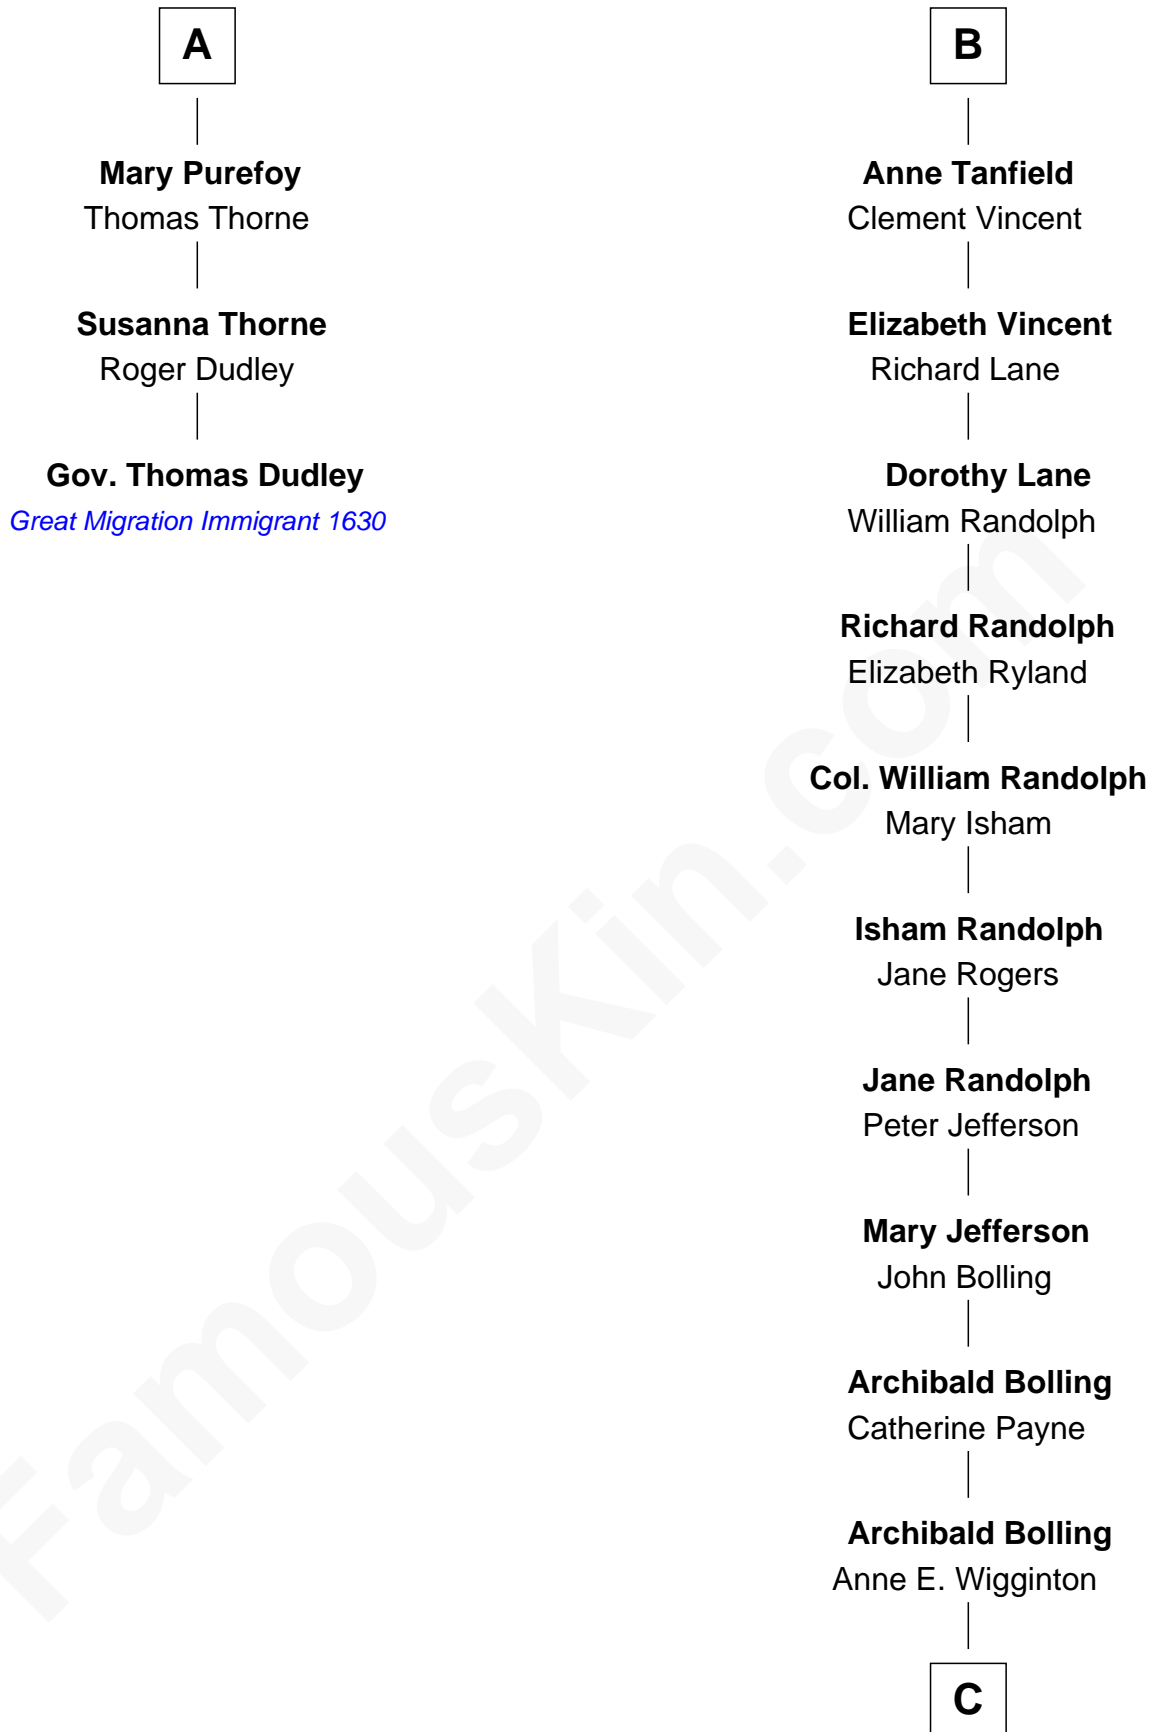 A
Mary Purefoy
Thomas Thorne
Susanna Thorne
Roger Dudley
Gov. Thomas Dudley
Great Migration Immigrant 1630
B
Anne Tanfield
Clement Vincent
Elizabeth Vincent
Richard Lane
Dorothy Lane
William Randolph
Richard Randolph
Elizabeth Ryland
Col. William Randolph
Mary Isham
Isham Randolph
Jane Rogers
Jane Randolph
Peter Jefferson
Mary Jefferson
John Bolling
Archibald Bolling
Catherine Payne
Archibald Bolling
Anne E. Wigginton
C
FamousKin.com